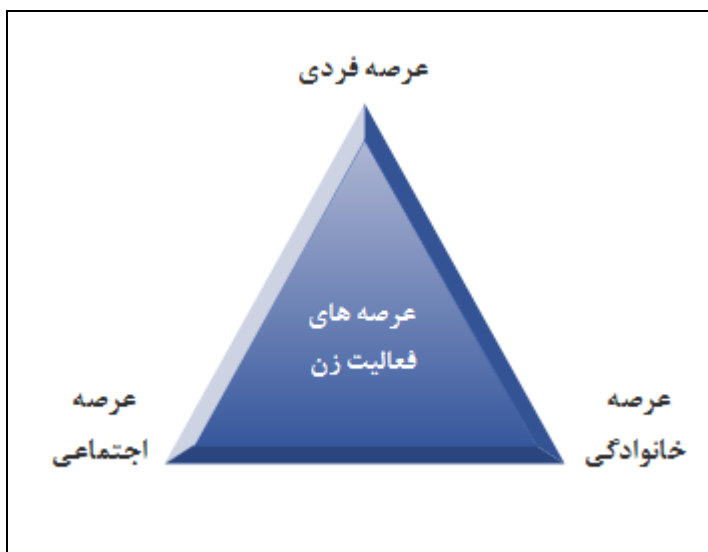 عرصه فردی
عرصه های
فعالیت زن
عرصه
خانوادگی
عرصه
اجتماعی